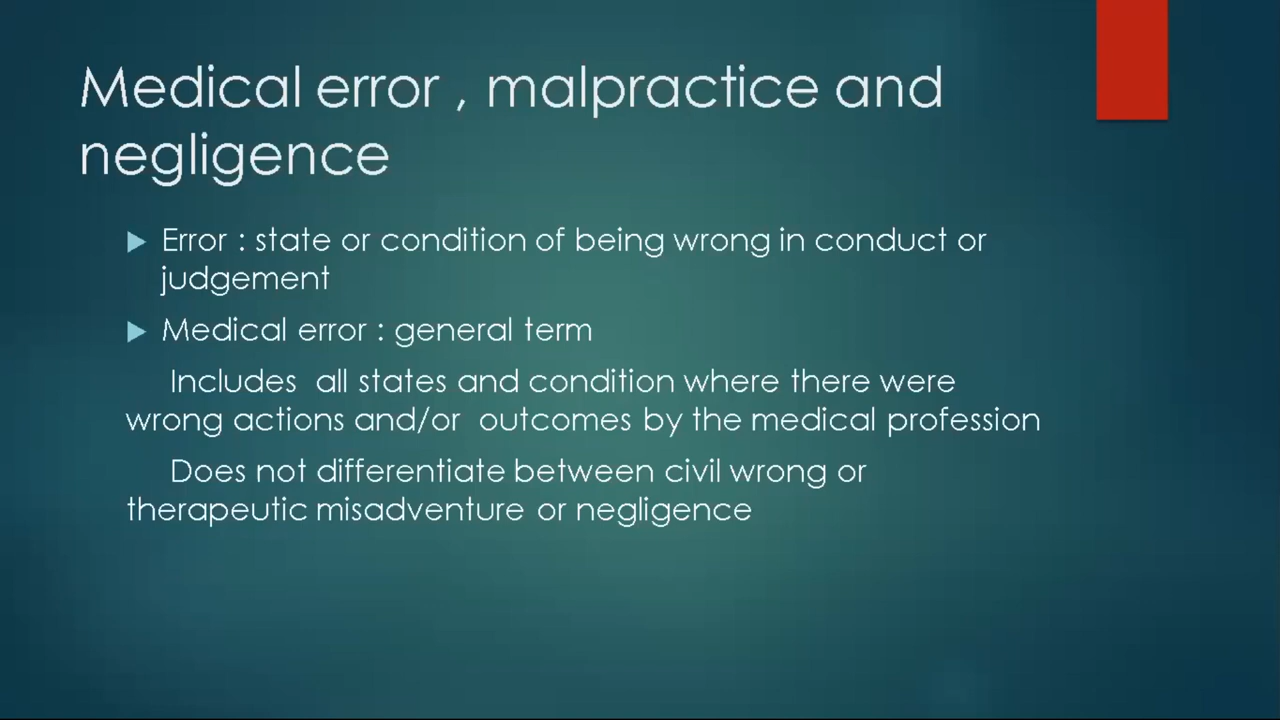 Medical error , malpractice and
negligence
Error : state or condition of being wrong in conduct or
judgement
Medical error : general term
Includes all states and condition where there were
wrong actions and/or outcomes by the medical profession
Does not differentiate between civil wrong or
therapeutic misadventure or negligence